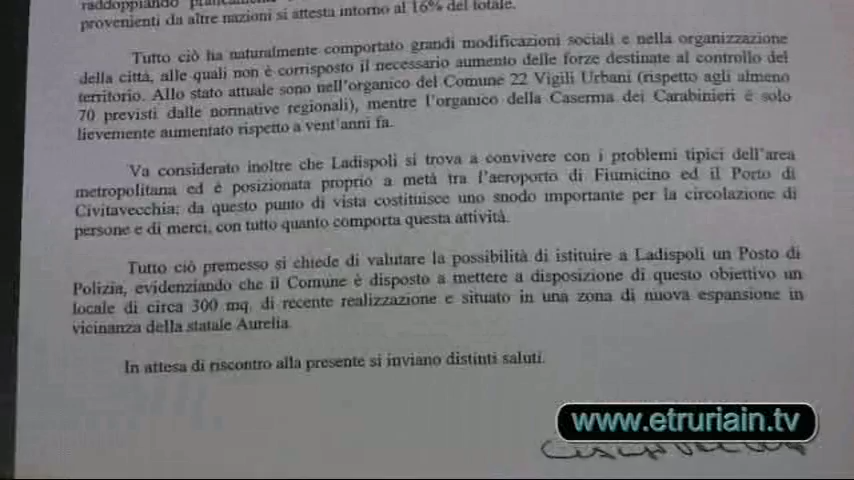 raddoppiando
provenienti da altre nazioni si attesta intorno al 16% del totale.
Tutto ciò ha naturalmente comportato grandi modificazioni sociali e nella organizzazione
della città, alle quali non è corrisposto il necessario aumento delle forze destinate al controllo del
territorio. Allo stato attuale sono nell'organico del Comune 22 Vigili Urbani (rispetto agli almeno
70 previsti dalle normative regionali), mentre l'organico della Caserma dei Carabinieri è solo
lievemente aumentato rispetto a vent'anni fa.
Va considerato inoltre che Ladispoli si trova a convivere con i problemi tipici dell'area
metropolitana ed è posizionata proprio a metà tra l'aeroporto di Fiumicino ed il Porto di
Civitavecchia; da questo punto di vista costituisce uno snodo importante per la circolazione di
persone e di merci, con tutto quanto comporta questa attività.
Tutto ciò premesso si chiede di valutare la possibilità di istituire a Ladispoli un Posto di
Polizia, evidenziando che il Comune è disposto a mettere a disposizione di questo obiettivo un
locale di circa 300 mq. di recente realizzazione e situato in una zona di nuova espansione in
vicinanza della statale Aurelia.
In attesa di riscontro alla presente si inviano distinti saluti.
www.etruriain.tv